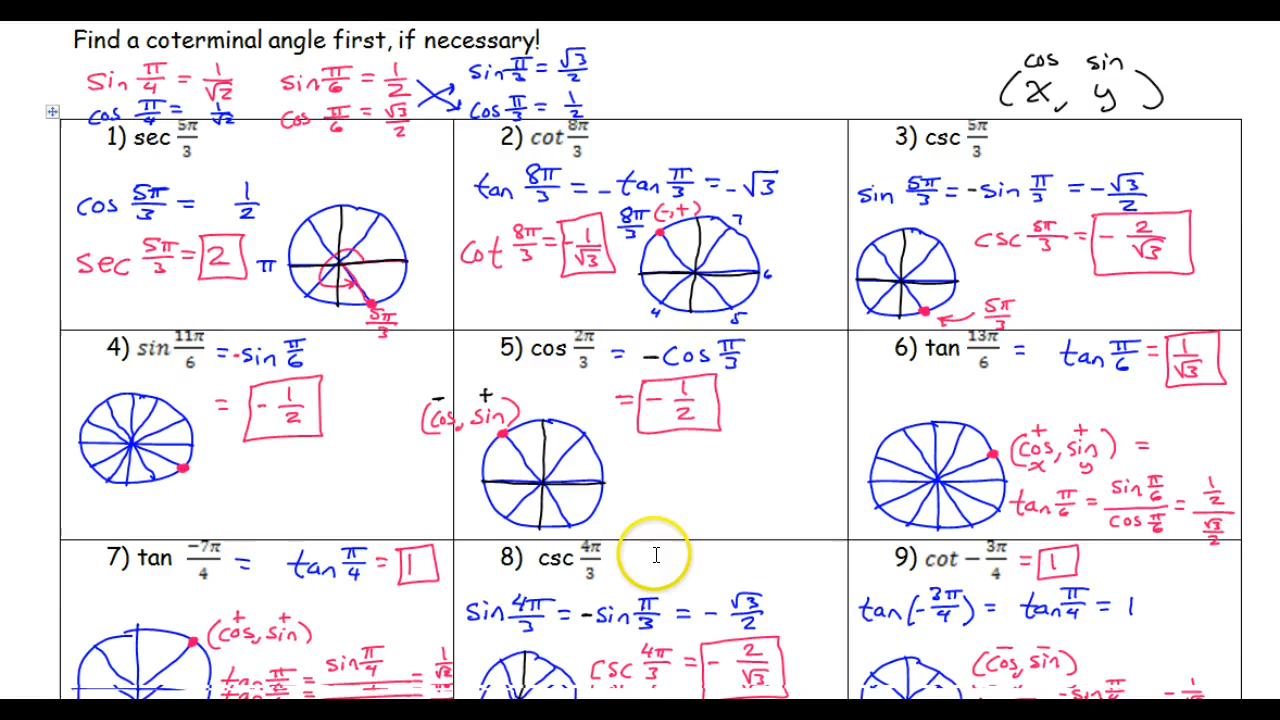 Find a coterminal angle first, if necessary!
sin π/4 = 1/√2
cos π/4 = 1/√2
sin π/6 = 1/2
cos π/6 = √3/2
sin π/3 = √3/2
cos π/3 = 1/2
cos sin
(x, y)
1) sec 5π/3
cos 5π/3 = 1/2
sec 5π/3 = 2
π
5π/3
2) cot 8π/3
tan 8π/3 = - tan π/3 = -√3
cot 8π/3 = -1/√3
8π/3 (-,+)
7
6
5
4
3) csc 5π/3
sin 5π/3 = -sin π/3 = -√3/2
csc 5π/3 = -2/√3
5π/3
4) sin 11π/6 = -sin π/6
= -1/2
5) cos 2π/3 = -cos π/3
= -1/2
- +
(cos, sin)
6) tan 13π/6 = tan π/6 = 1/√3
+ +
(cos, sin) =
x y
tan π/6 = sin π/6 / cos π/6 = 1/2 / √3/2
7) tan -7π/4 = tan π/4 = 1
+ +
(cos, sin)
sin π/4 = 1/√2
8) csc 4π/3
sin 4π/3 = -sin π/3 = -√3/2
csc 4π/3 = -2/√3
9) cot -3π/4 = 1
tan(-3π/4) = tan π/4 = 1
- -
(cos, sin)